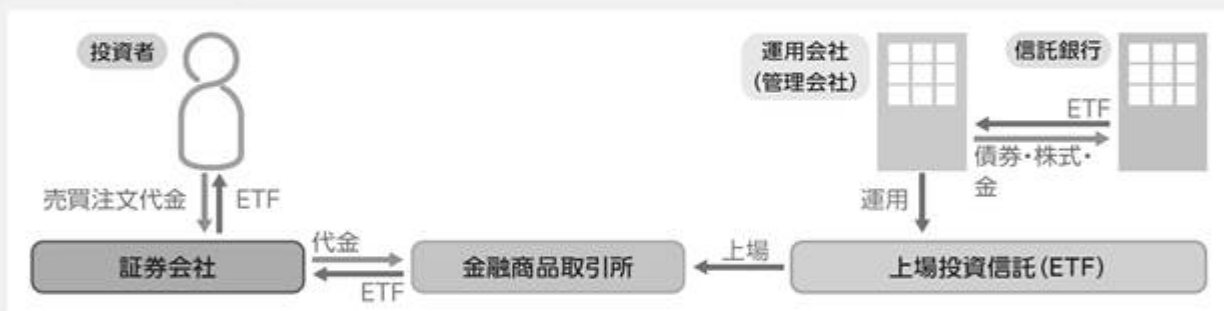 投資者
運用会社
(管理会社)
信託銀行
ETF
債券・株式・
金
売買注文代金
ETF
運用
証券会社
代金
ETF
金融商品取引所
上場
上場投資信託(ETF)